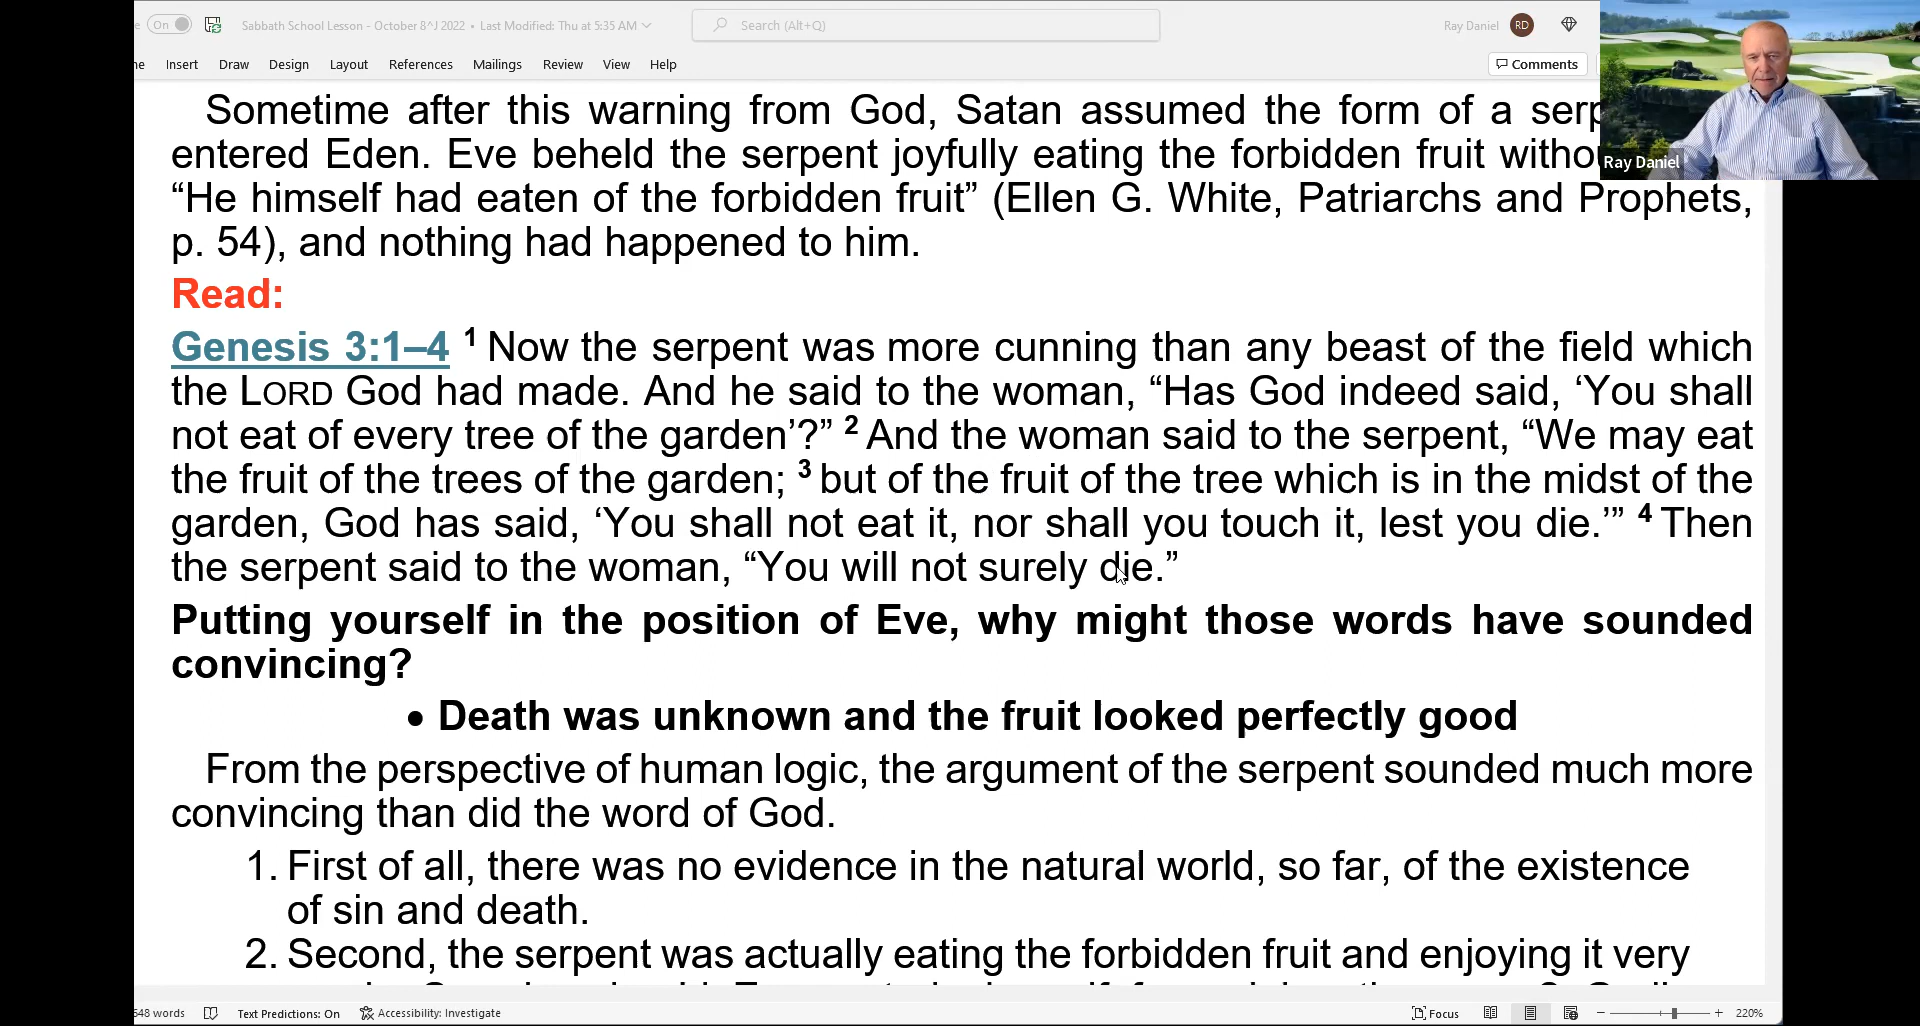 On Sabbath School Lesson - October 8^J 2022 • Last Modified: Thu at 5:35 AM Search (Alt+Q) Ray Daniel RD
Insert Draw Design Layout References Mailings Review View Help Comments
Sometime after this warning from God, Satan assumed the form of a
entered Eden. Eve beheld the serpent joyfully eating the forbidden fruit
“He himself had eaten of the forbidden fruit” (Ellen G. White, Patriarchs and Prophets,
p. 54), and nothing had happened to him.
Ray Daniel
Read:
Genesis 3:1–4 1 Now the serpent was more cunning than any beast of the field which
the LORD God had made. And he said to the woman, “Has God indeed said, ‘You shall
not eat of every tree of the garden’?” 2 And the woman said to the serpent, “We may eat
the fruit of the trees of the garden; 3 but of the fruit of the tree which is in the midst of the
garden, God has said, ‘You shall not eat it, nor shall you touch it, lest you die.’” 4 Then
the serpent said to the woman, “You will not surely die.”
Putting yourself in the position of Eve, why might those words have sounded
convincing?
• Death was unknown and the fruit looked perfectly good
From the perspective of human logic, the argument of the serpent sounded much more
convincing than did the word of God.
1. First of all, there was no evidence in the natural world, so far, of the existence
of sin and death.
2. Second, the serpent was actually eating the forbidden fruit and enjoying it very
648 words Text Predictions: On Accessibility: Investigate Focus 220%